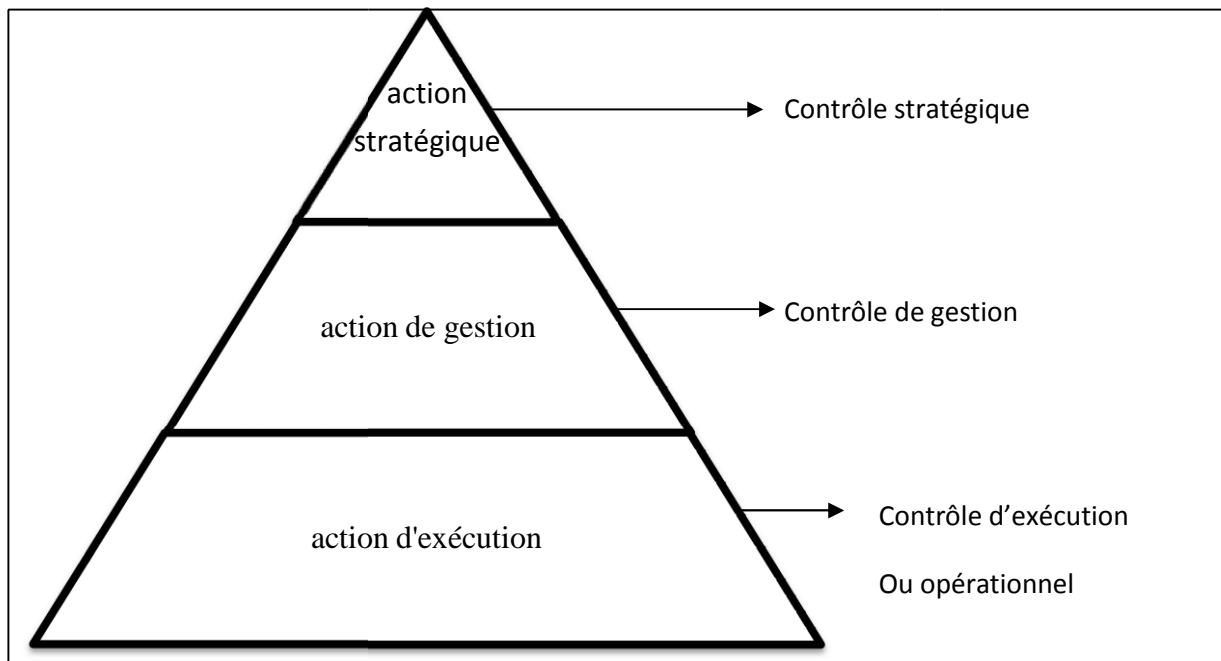 action
stratégique
Contrôle stratégique
action de gestion
Contrôle de gestion
action d'exécution
Contrôle d’exécution
Ou opérationnel